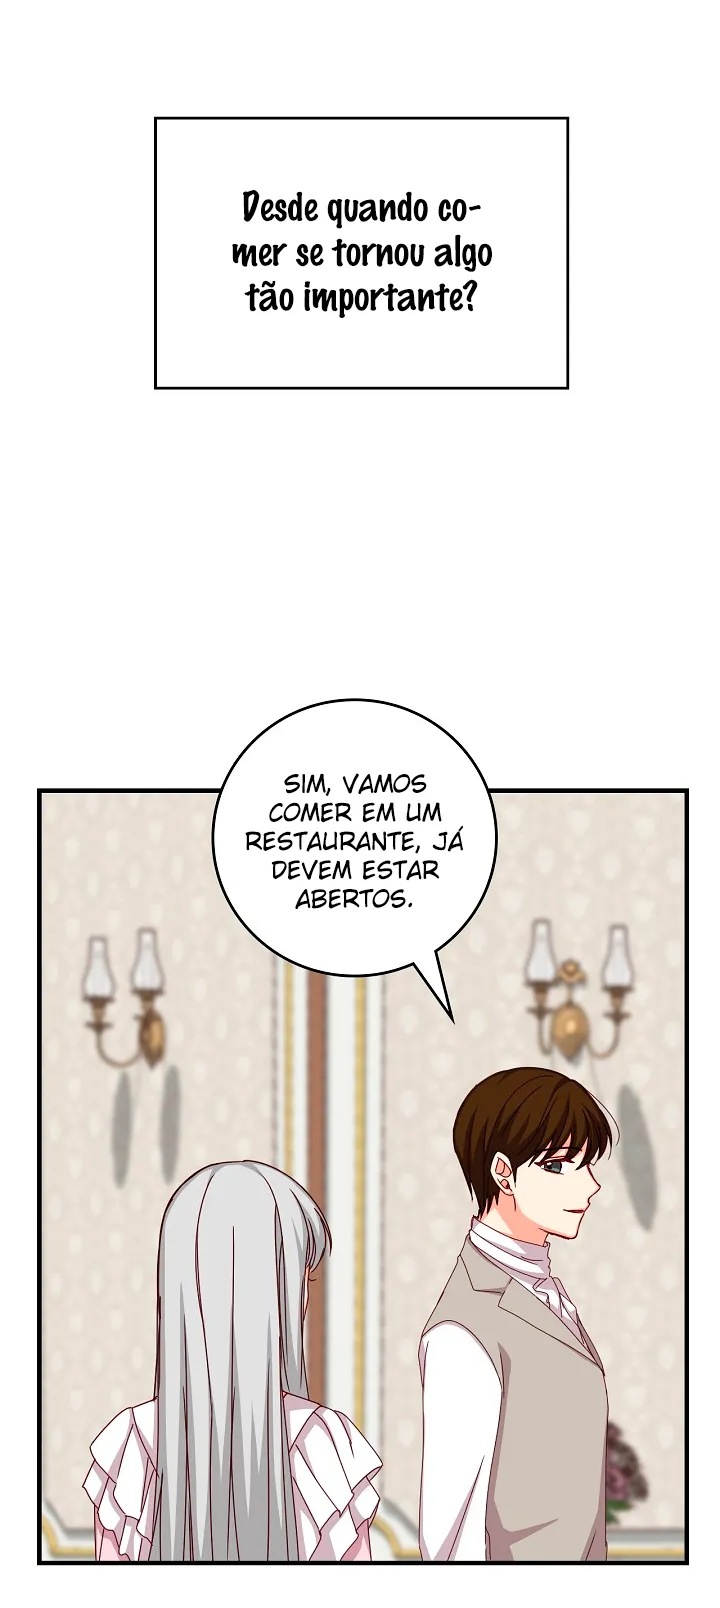 Desde quando co-
mer se tornou algo
tão importante?
SIM, VAMOS
COMER EM UM
RESTAURANTE, JÁ
DEVEM ESTAR
ABERTOS.